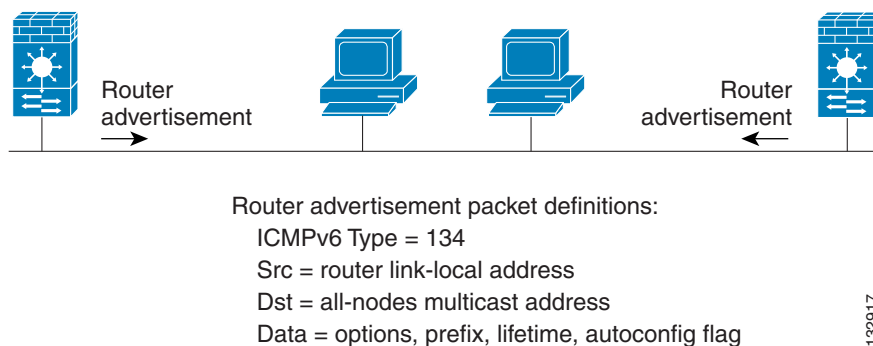 Router
advertisement
Router
advertisement
Router advertisement packet definitions:
ICMPv6 Type = 134
Src = router link-local address
Dst = all-nodes multicast address
Data = options, prefix, lifetime, autoconfig flag
132917